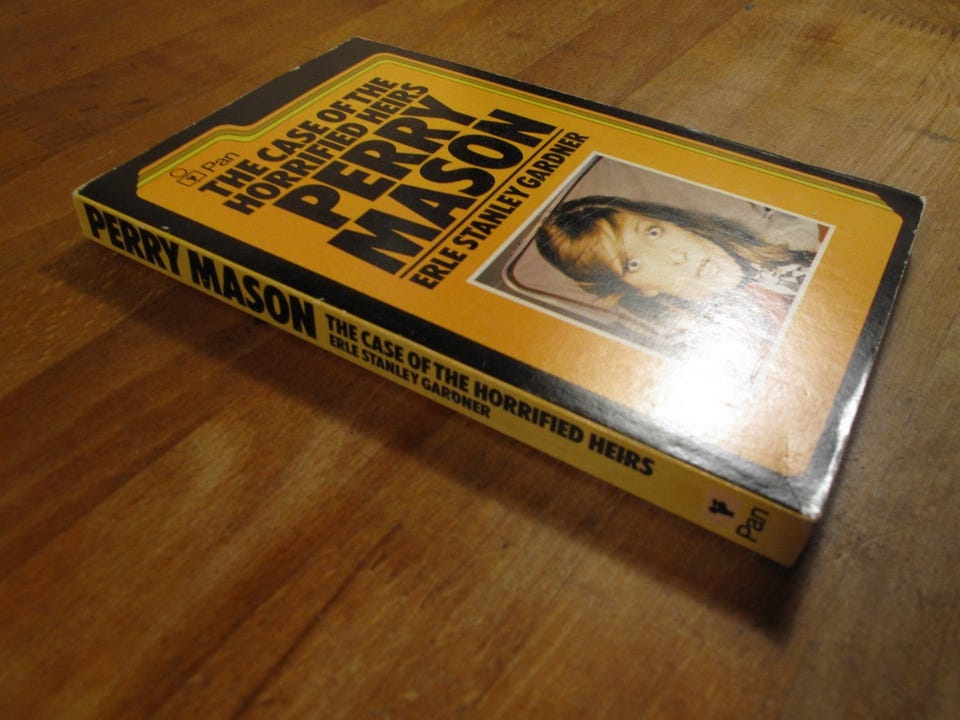 Pan
THE CASE OF THE
HORRIFIED HEIRS
PERRY
MASON
ERLE STANLEY GARDNER
PERRY MASON
THE CASE OF THE HORRIFIED HEIRS
ERLE STANLEY GARDNER
Pan